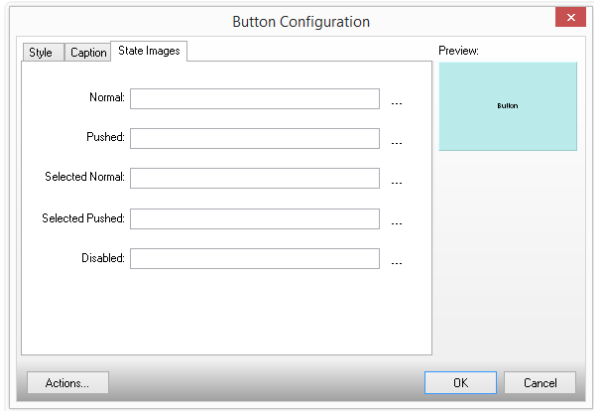 Button Configuration
Style Caption State Images
Preview:
Normal: ...
Button
Pushed: ...
Selected Normal: ...
Selected Pushed: ...
Disabled: ...
Actions... OK Cancel